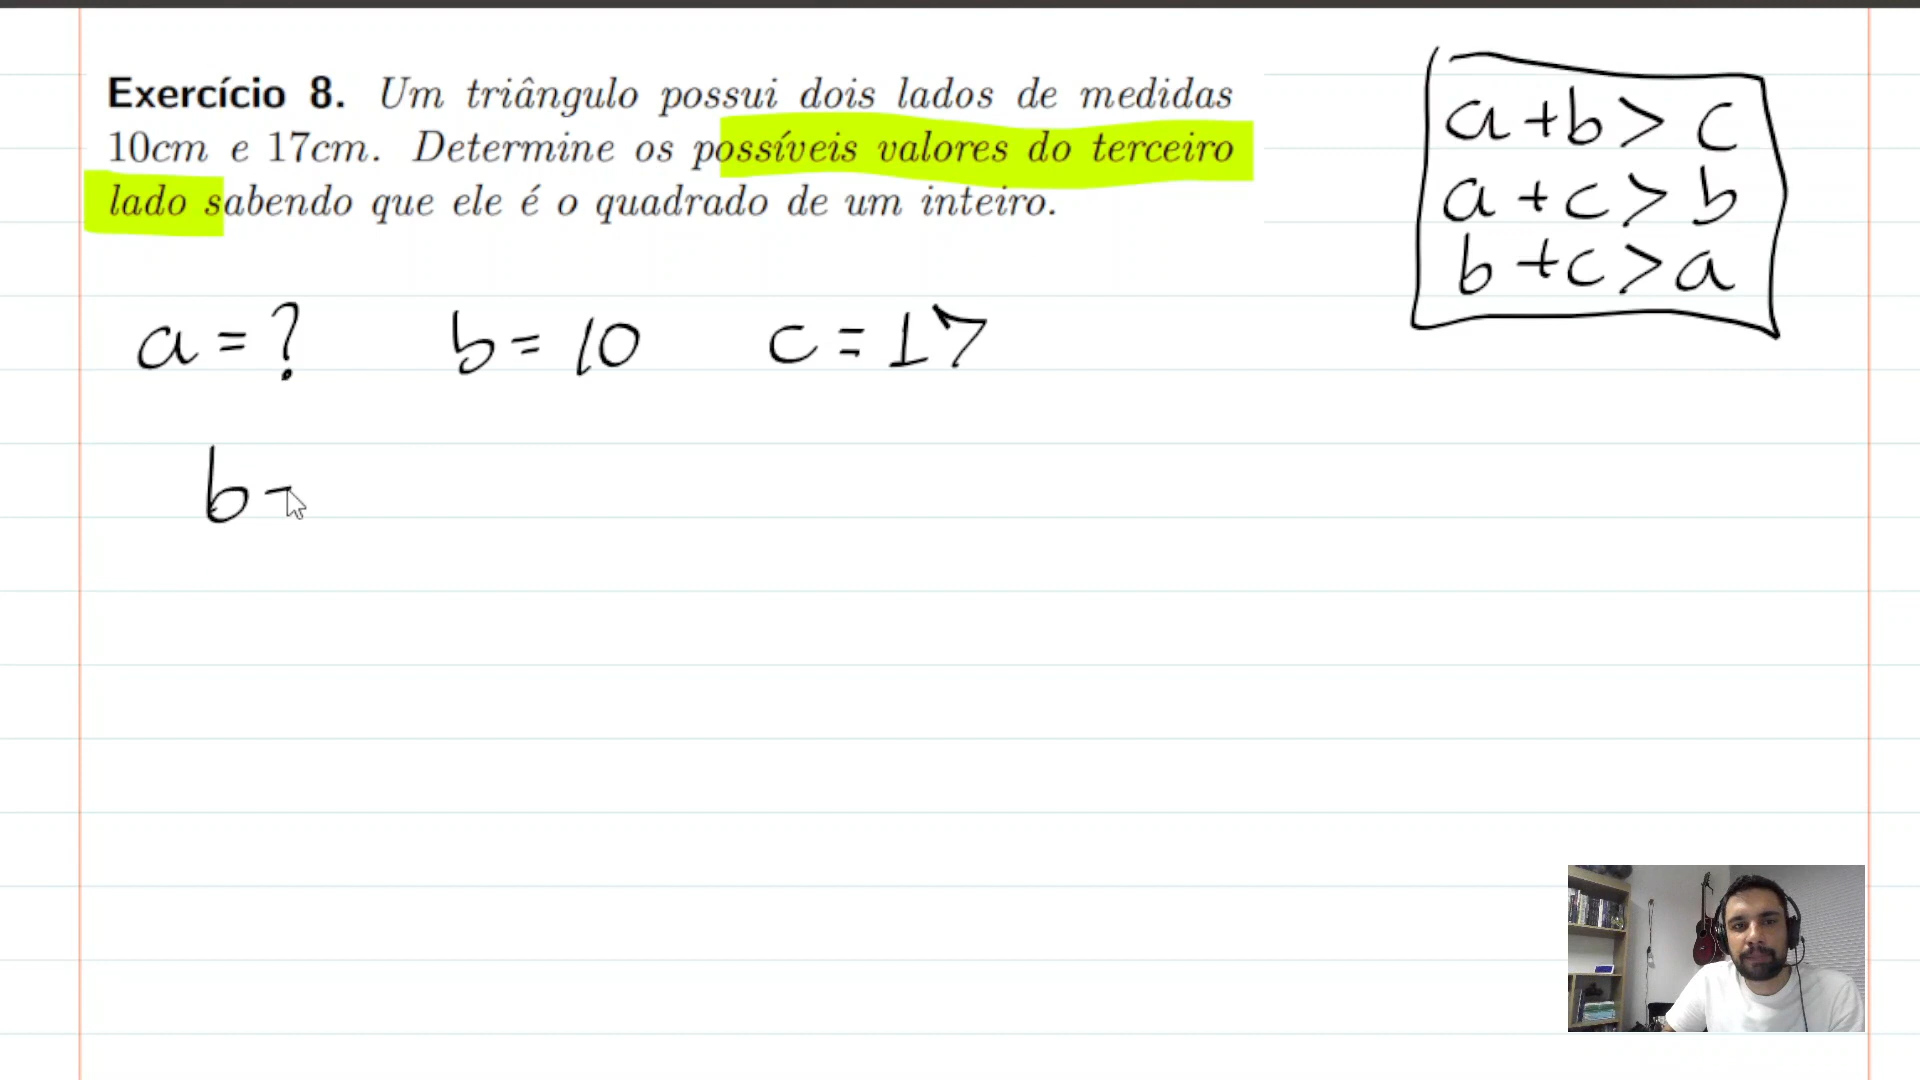 Exercício 8. Um triângulo possui dois lados de medidas
10cm e 17cm. Determine os possíveis valores do terceiro
lado sabendo que ele é o quadrado de um inteiro.
a+b> c
a+c> b
b+c>a
a=? b=10 c=17
b-